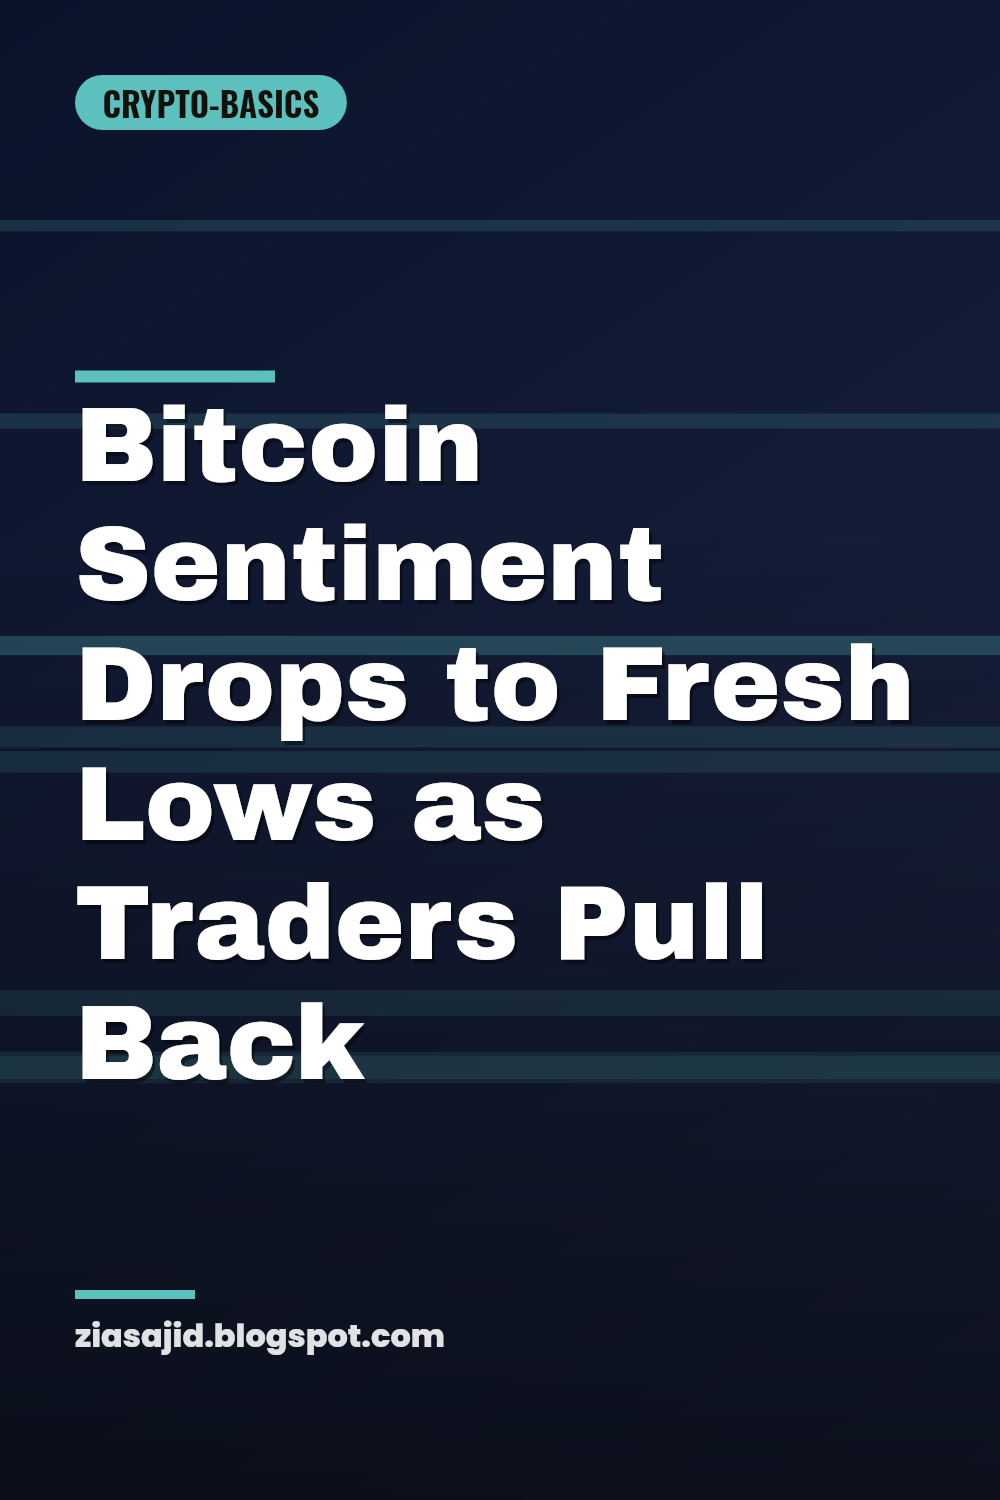 CRYPTO-BASICS
Bitcoin
Sentiment
Drops to Fresh
Lows as
Traders Pull
Back
ziasajid.blogspot.com